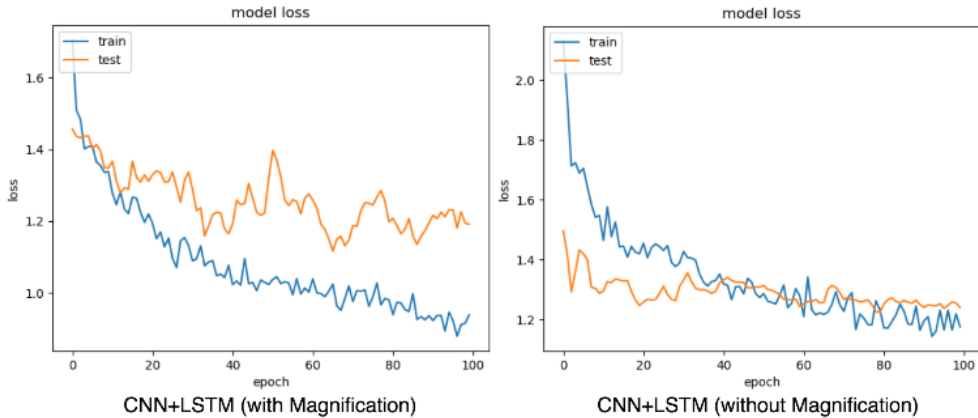 model loss
train
test
1.6
1.4
1.2
1.0
loss
0
20
40
60
80
100
epoch
CNN+LSTM (with Magnification)
model loss
train
test
2.0
1.8
1.6
1.4
1.2
loss
0
20
40
60
80
100
epoch
CNN+LSTM (without Magnification)